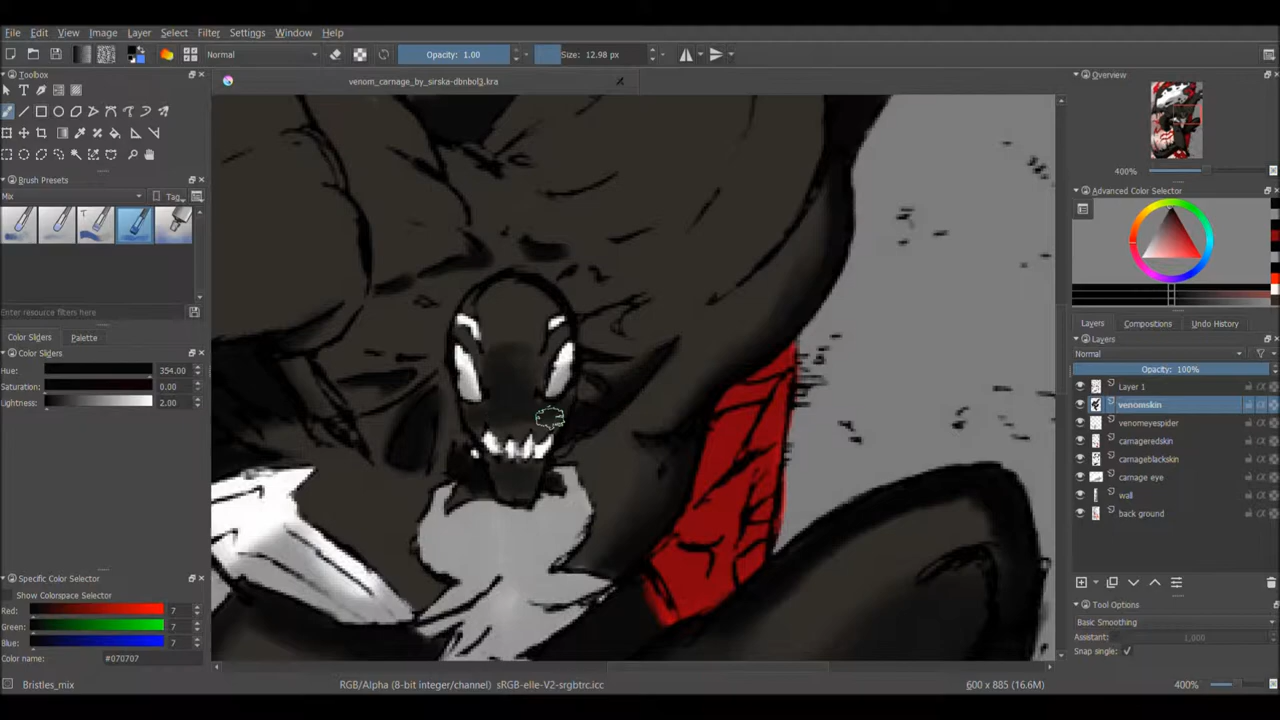 File Edit View Image Layer Select Filter Settings Window Help
Normal Opacity: 1.00 Size: 12.98 px
Toolbox venom_carnage_by_sirska-dbnbolj.kra Overview
400%
Brush Presets Advanced Color Selector
Mix Tag
Enter resource filters here
Color Sliders Palette
Color Sliders
Hue: 354.00
Saturation: 0.00
Lightness: 2.00
Layers Compositions Undo History
Layers
Normal
Opacity: 100%
Layer 1
venomskin
venomeyespider
carnageredskin
carnageblackskin
carnage eye
wall
back ground
Specific Color Selector
Show Colorspace Selector
Red: 7
Green: 7
Blue: 7
Color name: #070707
Tool Options
Basic Smoothing
Assistant: 1,000
Snap single:
Bristles_mix RGB/Alpha (8-bit integer/channel) sRGB-elle-V2-srgbtrc.icc 600 x 885 (16.6M) 400%